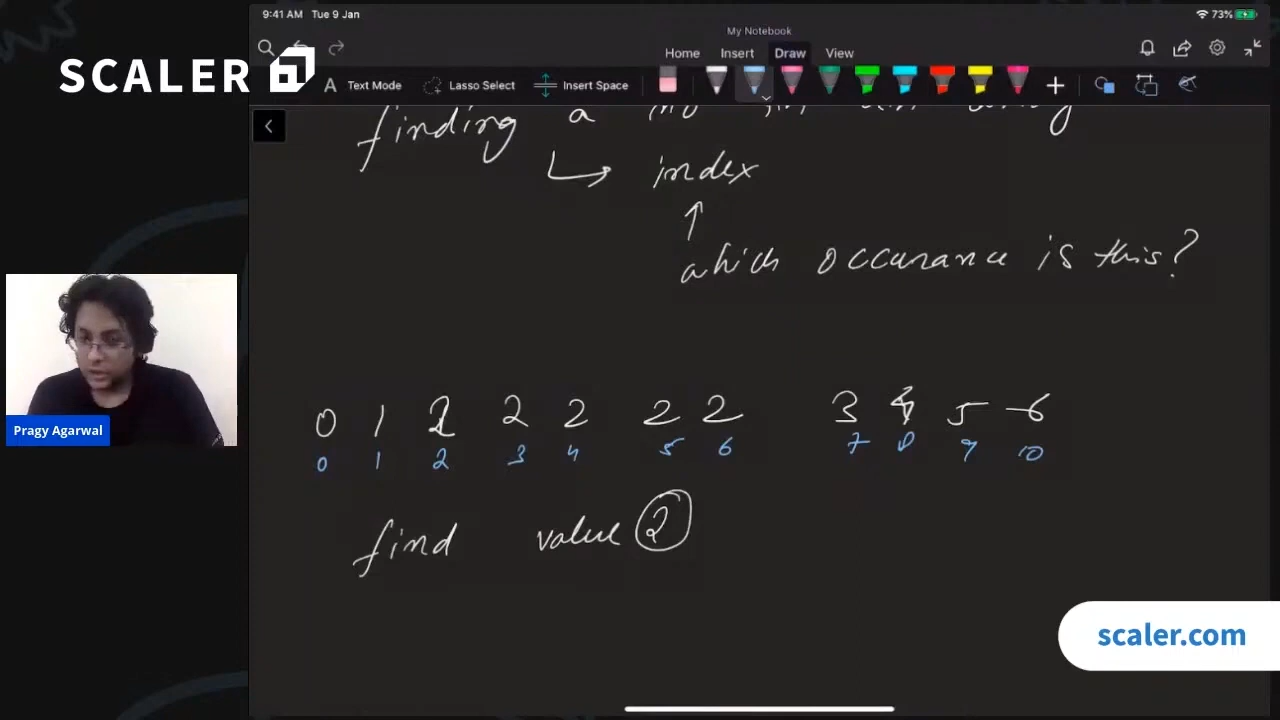 9:41 AM Tue 9 Jan
73%
My Notebook
SCALER
Home Insert Draw View
A Text Mode Lasso Select Insert Space +
finding a
index
which occurance is this?
0 1 2 2 2 2 2 3 4 5 6
0 1 2 3 4 5 6 7 8 9 10
Pragy Agarwal
find value 2
scaler.com